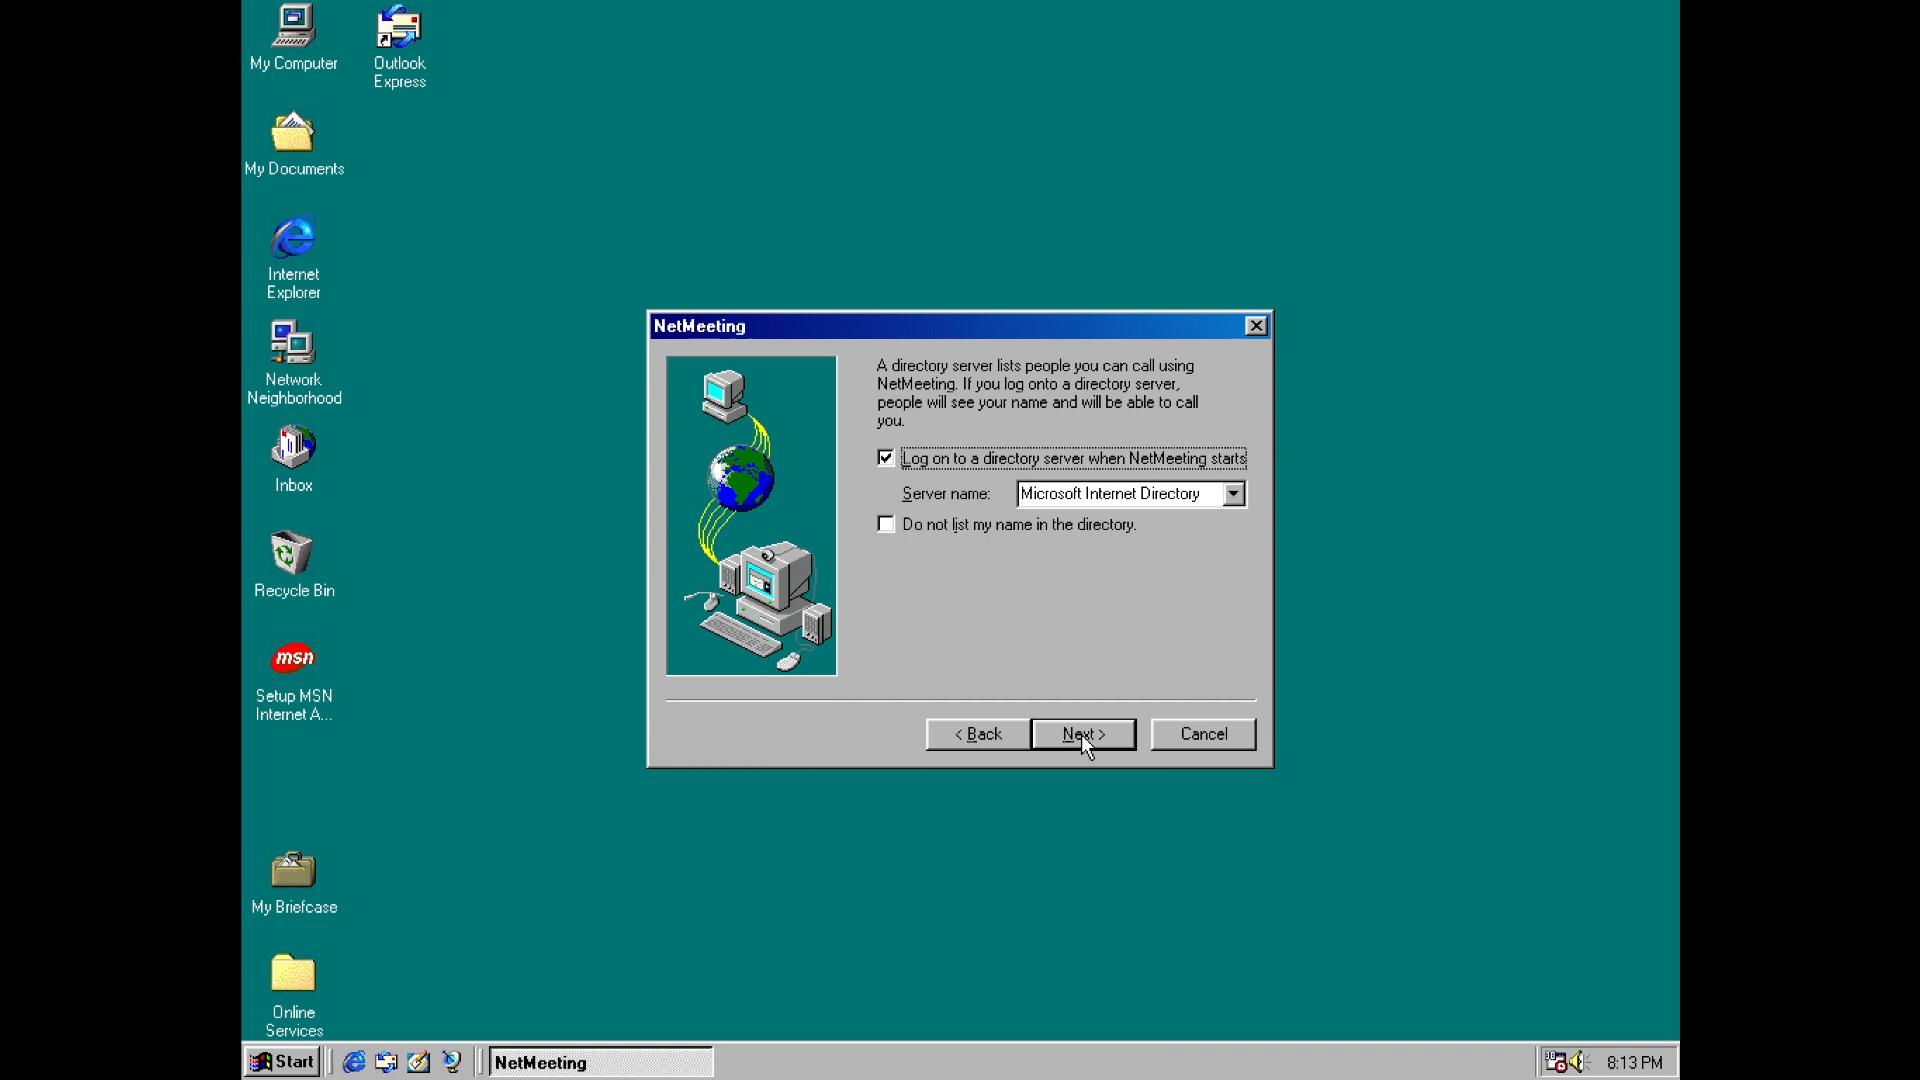 My Computer
Outlook
Express
My Documents
Internet
Explorer
Network
Neighborhood
Inbox
Recycle Bin
msn
Setup MSN
Internet A...
My Briefcase
Online
Services
NetMeeting
A directory server lists people you can call using
NetMeeting. If you log onto a directory server,
people will see your name and will be able to call
you.
Log on to a directory server when NetMeeting starts
Server name: Microsoft Internet Directory
Do not list my name in the directory.
< Back
Next >
Cancel
Start
NetMeeting
8:13 PM